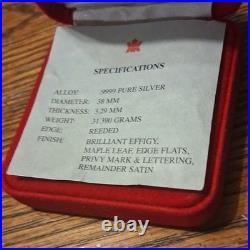 SPECIFICATIONS
ALLOY: .9999 PURE SILVER
DIAMETER: 38 MM
THICKNESS: 3.29 MM
WEIGHT: 31.390 GRAMS
EDGE: REEDED
FINISH: BRILLIANT EFFIGY,
MAPLE LEAF, EDGE FLATS,
PRIVY MARK & LETTERING,
REMAINDER SATIN